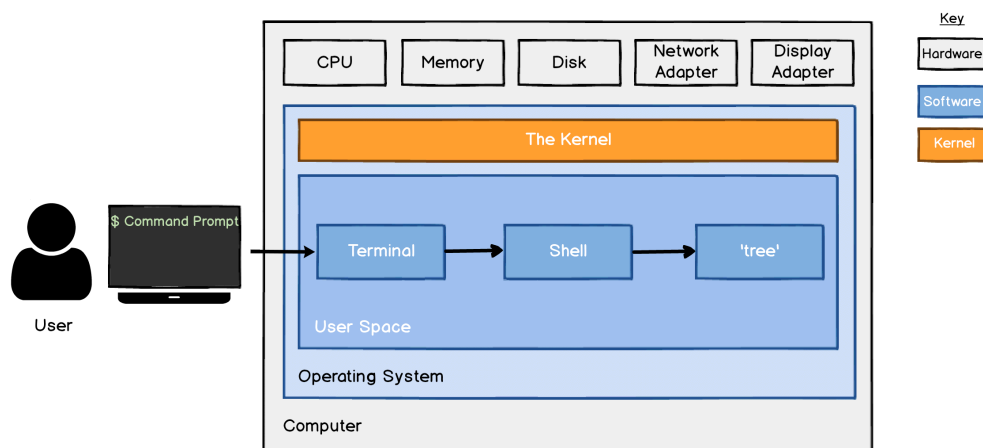 Key
Hardware
Software
Kernel
CPU
Memory
Disk
Network
Adapter
Display
Adapter
The Kernel
$ Command Prompt
Terminal
Shell
'tree'
User Space
User
Operating System
Computer